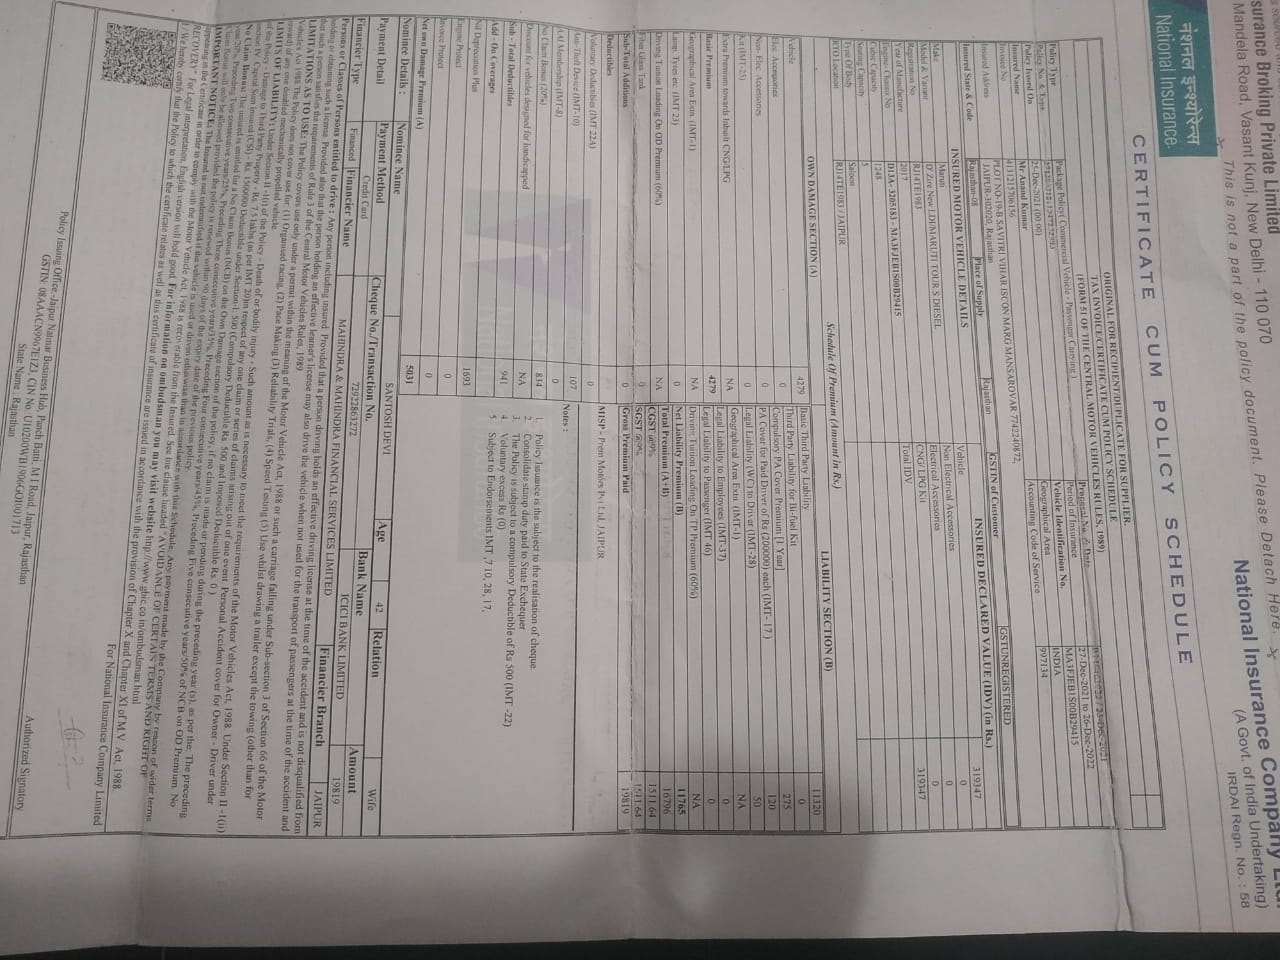 surance Broking Private Limited
Mandela Road, Vasant Kunj, New Delhi - 110 070
This is not a part of the policy document. Please Detach Here.
National Insurance Company Ltd.
(A Govt. of India Undertaking)
IRDAI Regn. No. : 58
नेशनल इन्श्योरेन्स
National Insurance
CERTIFICATE CUM POLICY SCHEDULE
ORIGINAL FOR RECIPIENT/DUPLICATE FOR SUPPLIER
TAX INVOICE/CERTIFICATE CUM POLICY SCHEDULE
(FORM 51 OF THE CENTRAL MOTOR VEHICLES RULES, 1989)
Policy Type Package Policy( Commercial Vehicle - Passenger Carrying )
Policy No. & Type Proposal No. & Date
Policy Issued On 25-Dec-2021 (00:00) Period of Insurance 27-Dec-2021 to 26-Dec-2022
Insured Name Mr Anand Kumar Vehicle Identification No. MA3FJEB1S00B29415
Geographical Area INDIA
Invoice No Accounting Code of Service 997134
Insured Address PLOT NO-19-B SAVITRI VIHAR ISCON MARG MANSAROVAR 7742240872,
JAIPUR-302020, Rajasthan
Insured State & Code Rajasthan-08 Place of Supply Rajasthan GSTIN of Customer GSTUNREGISTERED
INSURED MOTOR VEHICLE DETAILS INSURED DECLARED VALUE (IDV) (in Rs.)
Make Maruti Vehicle 319347
Model & Variant D'Zire New LDI/MARUTI TOUR S DIESEL Non Electrical Accessories 0
Registration No RJ14TE1983 Electrical Accessories 0
Year of Manufacture 2017 CNG/ LPG Kit 0
Engine- Chassis No D13A-3205183 - MA3FJEB1S00B29415 Total IDV 319347
Cubic Capacity 1248
Seating Capacity 5
Type Of Body Saloon
RTO Location RJ14TE1983 / JAIPUR
Schedule Of Premium (Amount in Rs.)
OWN DAMAGE SECTION (A) LIABILITY SECTION (B)
Vehicle 4279 Basic Third Party Liability 11320
Elec. Accessories 0 Third Party Liability for Bi-fuel Kit 0
Non- Elec. Accessories 0 Compulsory PA Cover Premium [1 Year] 275
Kit (IMT-25) 0 PA Cover for Paid Driver of Rs (200000) each (IMT- 17 ) 120
Extra Premium towards Inbuilt CNG/LPG NA Legal Liability (WC) to Driver (IMT-28) 50
Basic Premium 4279 Geographical Area Extn (IMT-1) NA
Geographical Area Extn. (IMT-1) NA Legal Liability to Employees (IMT-37) 0
Lamp, Tyres etc. (IMT 23) 0 Legal Liability to Passenger (IMT 46) 0
Driving Tuition Loading On OD Premium (60%) NA Driving Tuition Loading On TP Premium (60%) NA
Fiber Glass Tank 0 Net Liability Premium (B) 11765
Sub-Total Additions 0 Total Premium (A+B) 16796
CGST @9% 1511.64
SGST @9% 1511.64
Gross Premium Paid 19819
Deductibles MISP - Prem Motors Pvt Ltd, JAIPUR
Voluntary Deductibles (IMT 22A) 0
Anti-Theft Device (IMT-10) 107
AAI Membership (IMT-8) 0
No Claim Bonus (20%) 834
Discount for vehicles designed for handicapped NA
Sub - Total Deductibles 941
Add - On Coverages
Nil Depreciation Plus 1693
Engine Protect 0
Invoice Protect 0
Net own Damage Premium (A) 5031
Notes :
1. Policy Issuance is the subject to the realisation of cheque
2. Consolidate stamp duty paid to State Exchequer
3. The Policy is subject to a compulsory Deductible of Rs 500 (IMT -22)
4. Voluntary excess Rs (0)
5. Subject to Endorsements IMT ,7 10, 28, 17,
Nominee Details : Nominee Name SANTOSH DEVI Age 42 Relation Wife
Payment Detail Payment Method Cheque No/Transaction No. Bank Name Amount
Credit Card 72922863272 ICICI BANK LIMITED 19819
Financier Type Financier Name Financier Branch
Financed MAHINDRA & MAHINDRA FINANCIAL SERVICES LIMITED JAIPUR
Persons or Classes of Persons entitled to drive : Any person including insured: Provided that a person driving holds an effective driving license at the time of the accident and is not disqualified from
holding or obtaining such a license. Provided also that the person holding an effective learner's license may also drive the vehicle when not used for the transport of passengers at the time of the accident and
that such a person satisfies the requirements of Rule 3 of the Central Motor Vehicles Rules, 1989
LIMITATIONS AS TO USE: The Policy covers use only under a permit within the meaning of the Motor Vehicle Act, 1988 or such a carriage falling under Sub-section 3 of Section 66 of the Motor
Vehicles Act 1988. The Policy does not cover use for: (1) Organised racing, (2) Pace Making (3) Reliability Trials, (4) Speed Testing (5) Use whilst drawing a trailer except the towing (other than for
reward) of any one disabled mechanically propelled vehicle
LIMITS OF LIABILITY: Under Section II -1(i) of the Policy - Death of or bodily injury - Such amount as is necessary to meet the requirements of the Motor Vehicles Act, 1988. Under Section II -1(ii)
of the Policy - Damage to Third Party Property - Rs. 7.5 lakhs (as per IMT 20)in respect of any one claim or series of claims arising out of one event. Personal Accident cover for Owner - Driver under
section III: Capital Sum Insured (CSI) - Rs. 1500000 Deductible under Section-1: 500 (Compulsory Deductible Rs. 500 and Imposed Deductible Rs. 0 )
No Claim Bonus: The insured is entitled for a No Claim Bonus (NCB) on the Own Damage section of the policy, if no claim is made or pending during the preceding year (s), as per the: The preceding
year/20%, Preceding Two consecutive years/25%, Preceding Three consecutive years/35%, Preceding Four consecutive years/45%, Preceding Five consecutive years/50% of NCB on OD Premium. No
Claim Bonus will only be allowed provided the policy is renewed within 90 days of the expiry date of the previous policy
IMPORTANT NOTICE: The Insured is not indemnified if the vehicle is used or driven otherwise than in accordance with this Schedule. Any payment made by the Company by reason of wider terms
appearing in the Certificate in order to comply with the Motor Vehicle Act, 1988 is recoverable from the Insured. See the clause headed "AVOIDANCE OF CERTAIN TERMS AND RIGHT OF
RECOVERY" For Legal interpretation, English version will hold good. For information on ombudsman you may visit website http://www.gbic.co.in/ombudsman.html
I / We hereby certify that the Policy to which the certificate relates as well as this certificate of insurance are issued in accordance with the provision of Chapter X and Chapter XI of M.V. Act, 1988.
For National Insurance Company Limited
Authorized Signatory
Policy Issuing Office:-Jaipur Naimar Business Hub, Panch Batti, M I Road, Jaipur, Rajasthan
GSTIN: 08AAACN9967E1Z3, CIN No. U10200WB1906GOI001713
State Name : Rajasthan